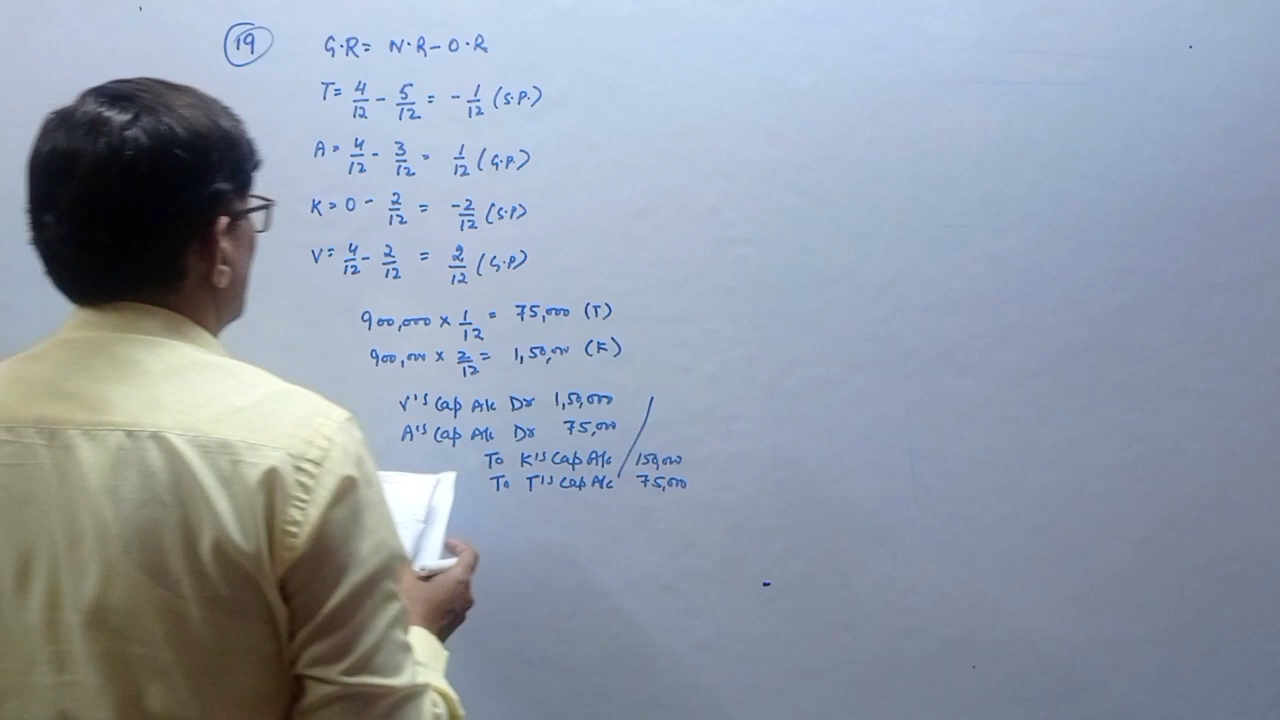 19 G.R = N.R - O.R
T = 4/12 - 5/12 = -1/12 (S.P.)
A = 4/12 - 3/12 = 1/12 (G.P)
K = 0 - 2/12 = -2/12 (S.P)
V = 4/12 - 2/12 = 2/12 (G.P)
900,000 x 1/12 = 75,000 (T)
900,000 x 2/12 = 1,50,000 (K)
V's Cap A/c Dr 1,50,000
A's Cap A/c Dr 75,000
To K's Cap A/c 150,000
To T's Cap A/c 75,000